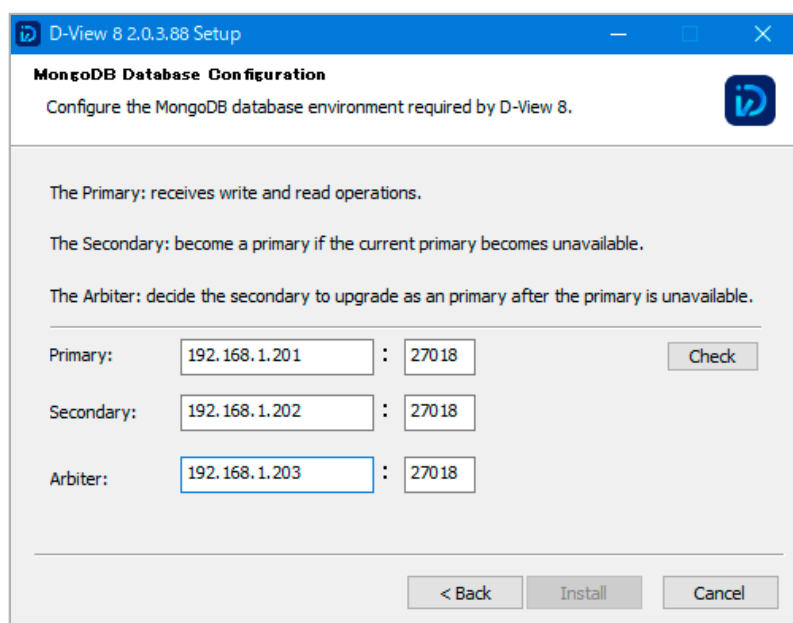 D-View 8 2.0.3.88 Setup
MongoDB Database Configuration
Configure the MongoDB database environment required by D-View 8.
The Primary: receives write and read operations.
The Secondary: become a primary if the current primary becomes unavailable.
The Arbiter: decide the secondary to upgrade as an primary after the primary is unavailable.
Primary: 192.168.1.201 : 27018 Check
Secondary: 192.168.1.202 : 27018
Arbiter: 192.168.1.203 : 27018
< Back Install Cancel